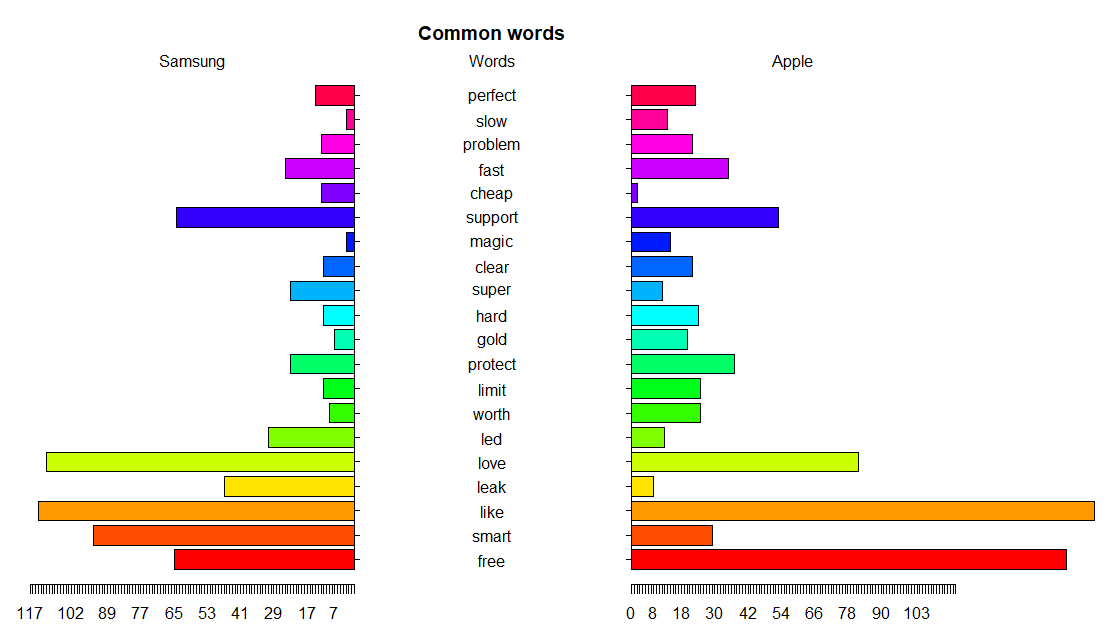 Common words
Samsung Words Apple
perfect
slow
problem
fast
cheap
support
magic
clear
super
hard
gold
protect
limit
worth
led
love
leak
like
smart
free
117 102 89 77 65 53 41 29 17 7 0 8 18 30 42 54 66 78 90 103